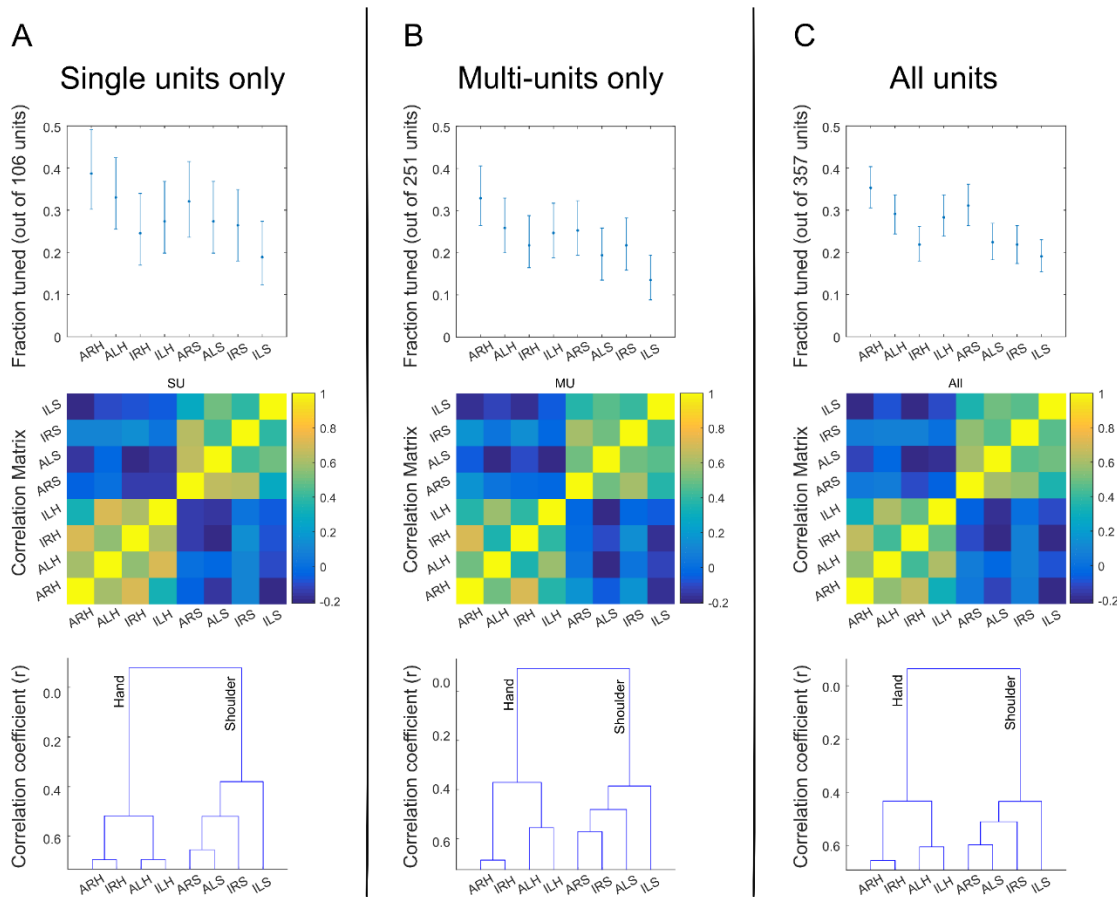 A
Single units only
Fraction tuned (out of 106 units)
0.5
0.4
0.3
0.2
0.1
0
ARH ALH IRH ILH ARS ALS IRS ILS
SU
Correlation Matrix
ILS
IRS
ALS
ARS
ILH
IRH
ALH
ARH
ARH ALH IRH ILH ARS ALS IRS ILS
1
0.8
0.6
0.4
0.2
0
-0.2
Correlation coefficient (r)
0.0
0.2
0.4
0.6
Hand
Shoulder
ARH IRH ALH ILH ARS ALS IRS ILS
B
Multi-units only
Fraction tuned (out of 251 units)
0.5
0.4
0.3
0.2
0.1
0
ARH ALH IRH ILH ARS ALS IRS ILS
MU
Correlation Matrix
ILS
IRS
ALS
ARS
ILH
IRH
ALH
ARH
ARH ALH IRH ILH ARS ALS IRS ILS
1
0.8
0.6
0.4
0.2
0
-0.2
Correlation coefficient (r)
0.0
0.2
0.4
0.6
Hand
Shoulder
ARH IRH ALH ILH ARS IRS ALS ILS
C
All units
Fraction tuned (out of 357 units)
0.5
0.4
0.3
0.2
0.1
0
ARH ALH IRH ILH ARS ALS IRS ILS
All
Correlation Matrix
ILS
IRS
ALS
ARS
ILH
IRH
ALH
ARH
ARH ALH IRH ILH ARS ALS IRS ILS
1
0.8
0.6
0.4
0.2
0
-0.2
Correlation coefficient (r)
0.0
0.2
0.4
0.6
Hand
Shoulder
ARH IRH ALH ILH ARS ALS IRS ILS